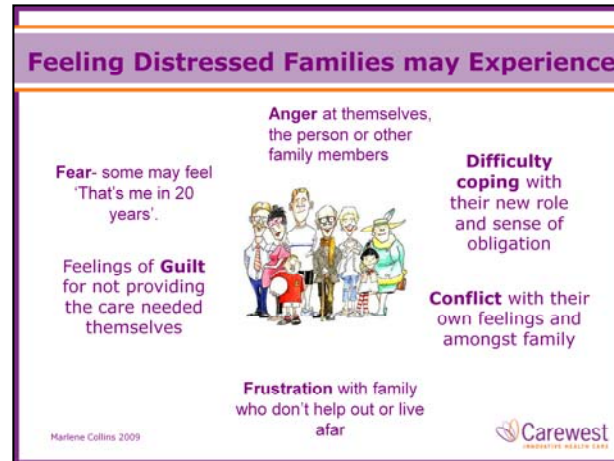 Feeling Distressed Families may Experience
Anger at themselves,
the person or other
family members
Fear- some may feel
'That's me in 20
years'.
Difficulty
coping with
their new role
and sense of
obligation
Feelings of Guilt
for not providing
the care needed
themselves
Conflict with their
own feelings and
amongst family
Frustration with family
who don't help out or live
afar
Marlene Collins 2009
Carewest
INNOVATIVE HEALTH CARE